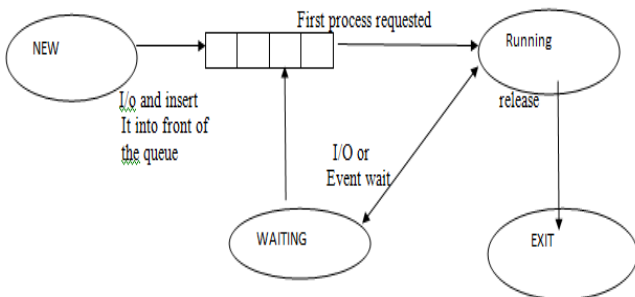 First process requested
NEW
Running
I/o and insert
It into front of
the queue
release
I/O or
Event wait
WAITING
EXIT